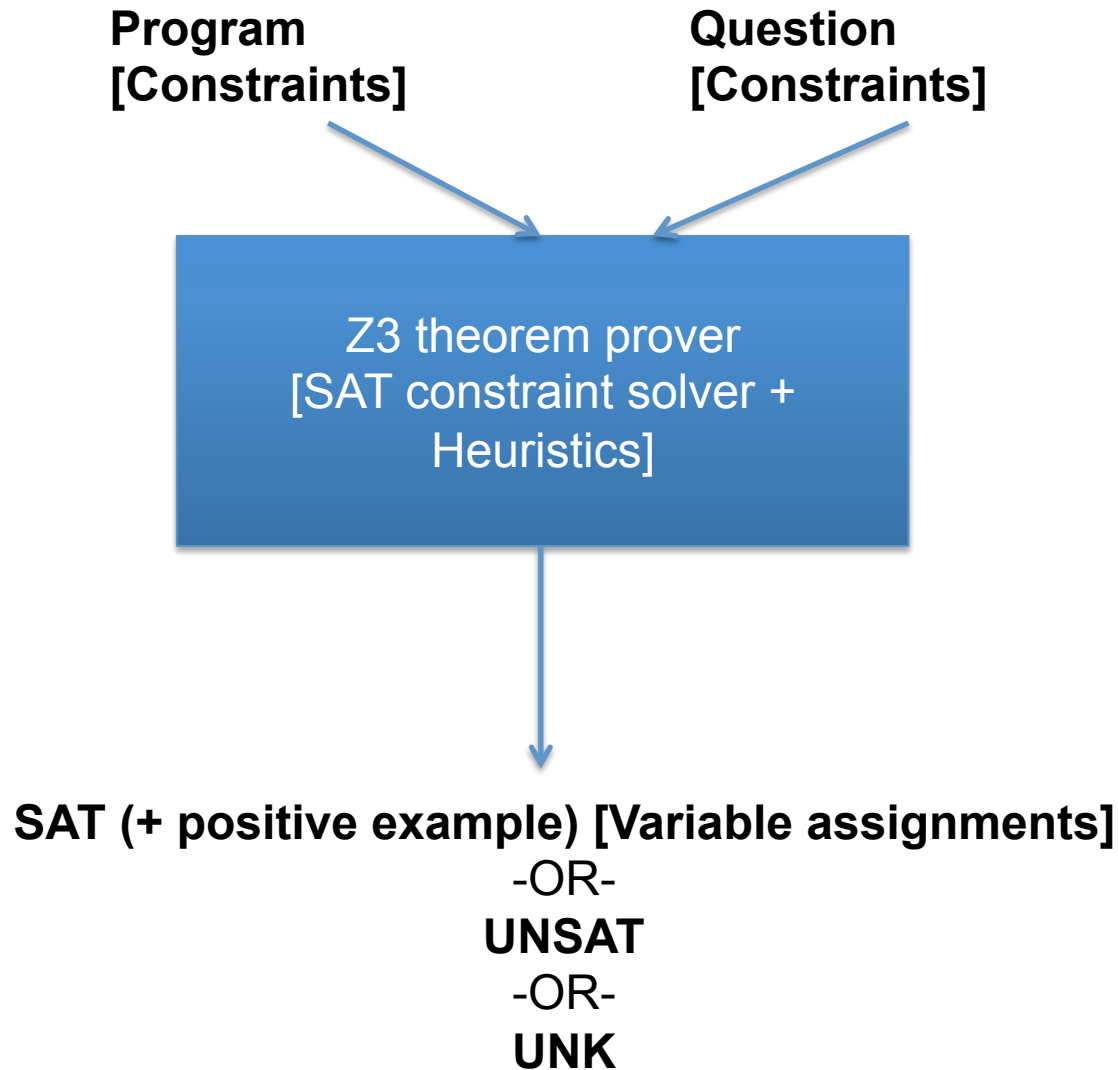 Program
[Constraints]
Question
[Constraints]
Z3 theorem prover
[SAT constraint solver +
Heuristics]
SAT (+ positive example) [Variable assignments]
-OR-
UNSAT
-OR-
UNK